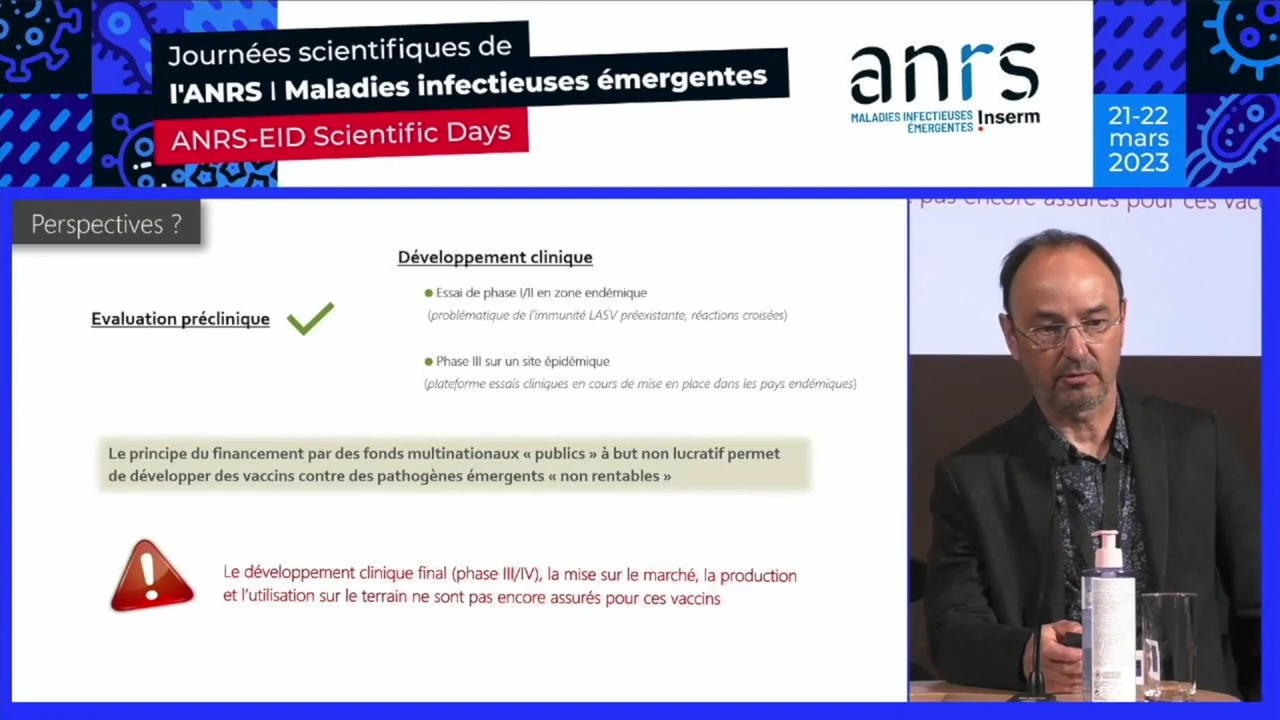 Journées scientifiques de
l'ANRS | Maladies infectieuses émergentes
ANRS-EID Scientific Days
anrs
MALADIES INFECTIEUSES
ÉMERGENTES
Inserm
21-22
mars
2023
Perspectives ?
pas encore assurés pour ces vacc
Développement clinique
Essai de phase I/II en zone endémique
(problématique de l'immunité LASV préexistante, réactions croisées)
Evaluation préclinique
Phase III sur un site épidémique
(plateforme essais cliniques en cours de mise en place dans les pays endémiques)
Le principe du financement par des fonds multinationaux « publics » à but non lucratif permet
de développer des vaccins contre des pathogènes émergents « non rentables »
Le développement clinique final (phase III/IV), la mise sur le marché, la production
et l'utilisation sur le terrain ne sont pas encore assurés pour ces vaccins